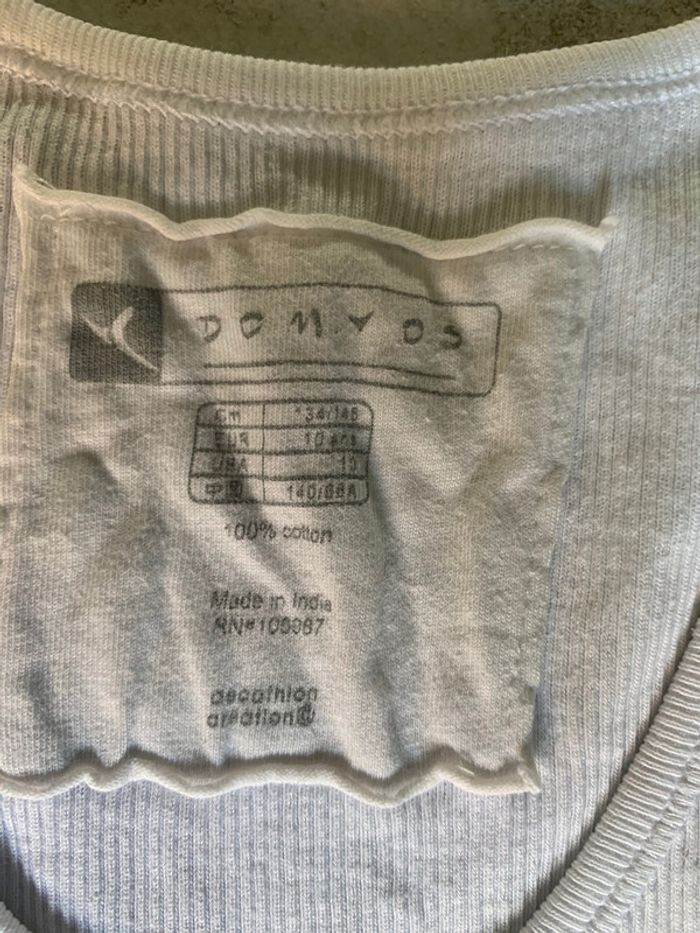 DOMYOS
Cm 134/145
EUR 10 ans
USA 10
中国 140/68A
100% cotton
Made in India
RN#105367
decathlon
creation©